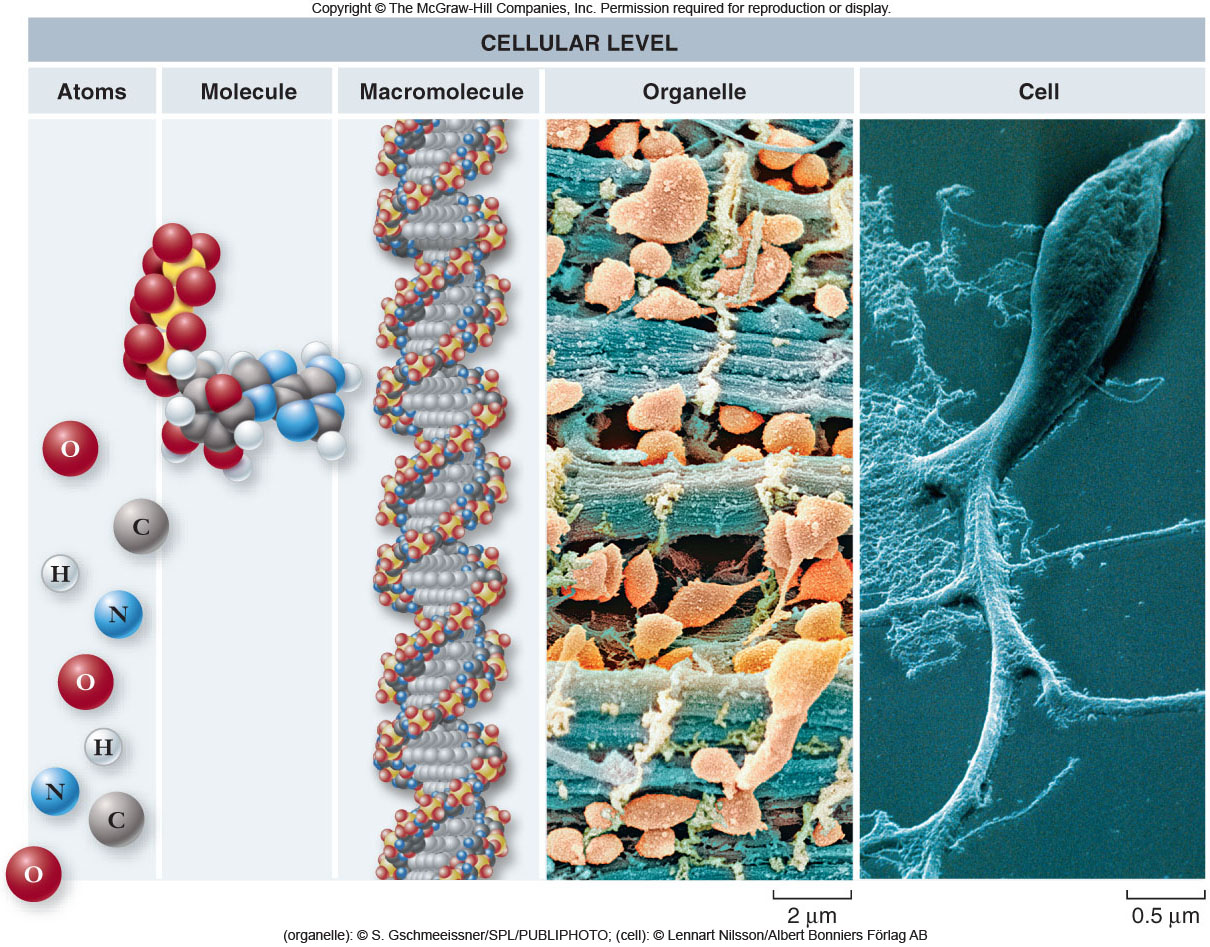 Copyright © The McGraw-Hill Companies, Inc. Permission required for reproduction or display.
CELLULAR LEVEL
Atoms
Molecule
Macromolecule
Organelle
Cell
O
C
H
N
O
H
N
C
O
2 μm
0.5 μm
(organelle): © S. Gschmeissner/SPL/PUBLIPHOTO; (cell): © Lennart Nilsson/Albert Bonniers Förlag AB